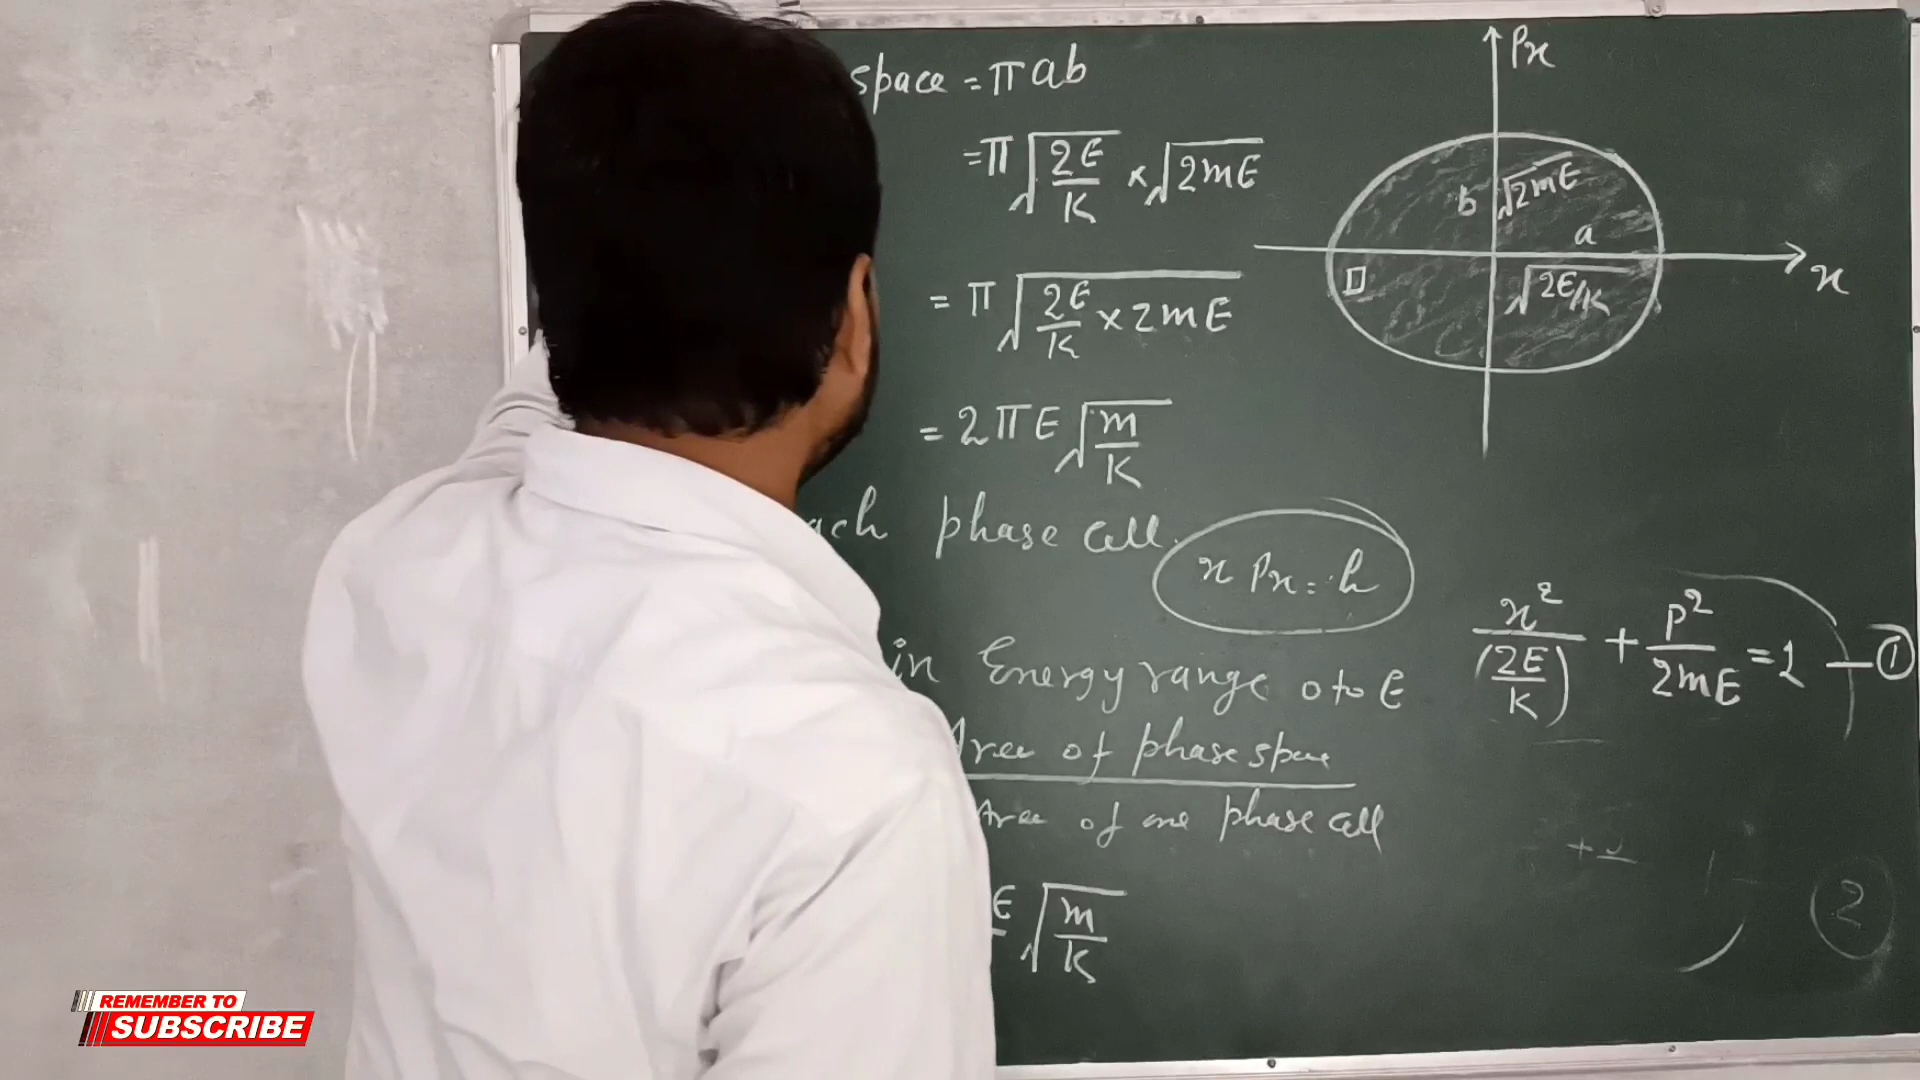 space = πab
= π√(2E/K) × √(2mE)
= π√(2E/K × 2mE)
= 2πE√(m/K)
ach phase cell.
x Px = h
in Energy range 0 to E
Area of phase space
Area of one phase cell
E √(m/K)
Px
b √2mE
a
√2E/K
x
x²/(2E/K) + P²/2mE = 1 — ①
②
REMEMBER TO
SUBSCRIBE